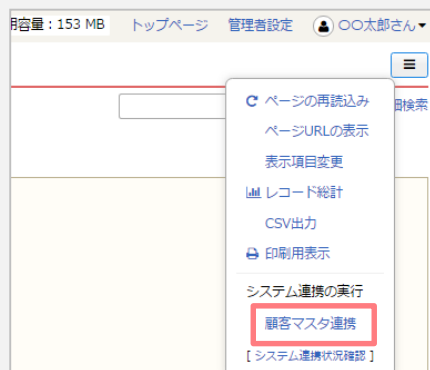 用容量：153 MB トップページ 管理者設定 〇〇太郎さん
細検索
ページの再読込み
ページURLの表示
表示項目変更
レコード総計
CSV出力
印刷用表示
システム連携の実行
顧客マスタ連携
[ システム連携状況確認 ]